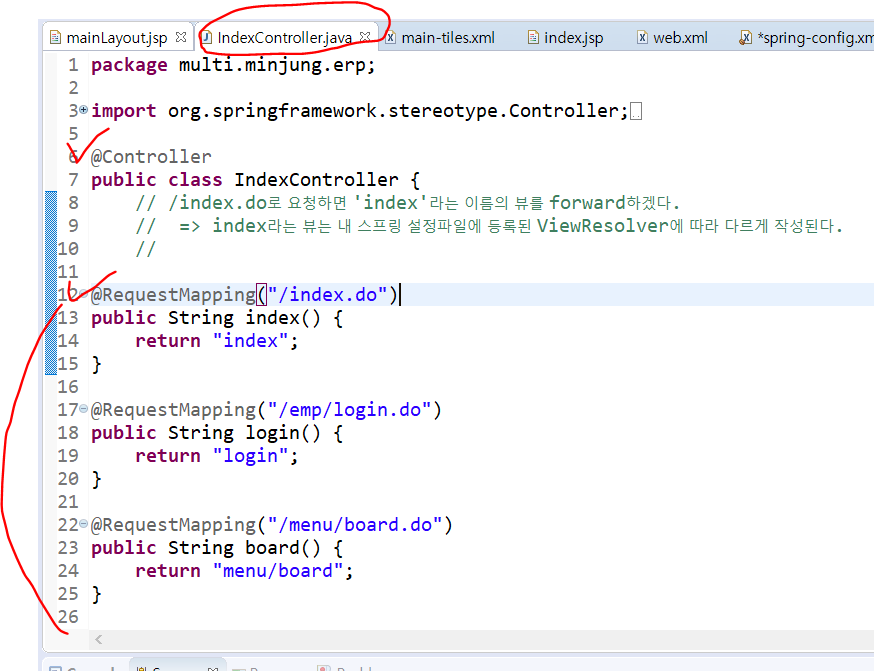 mainLayout.jsp IndexController.java main-tiles.xml index.jsp web.xml *spring-config.xm
1 package multi.minjung.erp;
2
3 import org.springframework.stereotype.Controller;
5
6 @Controller
7 public class IndexController {
8 // /index.do로 요청하면 'index'라는 이름의 뷰를 forward하겠다.
9 // => index라는 뷰는 내 스프링 설정파일에 등록된 ViewResolver에 따라 다르게 작성된다.
10 //
11
12 @RequestMapping("/index.do")
13 public String index() {
14 return "index";
15 }
16
17 @RequestMapping("/emp/login.do")
18 public String login() {
19 return "login";
20 }
21
22 @RequestMapping("/menu/board.do")
23 public String board() {
24 return "menu/board";
25 }
26